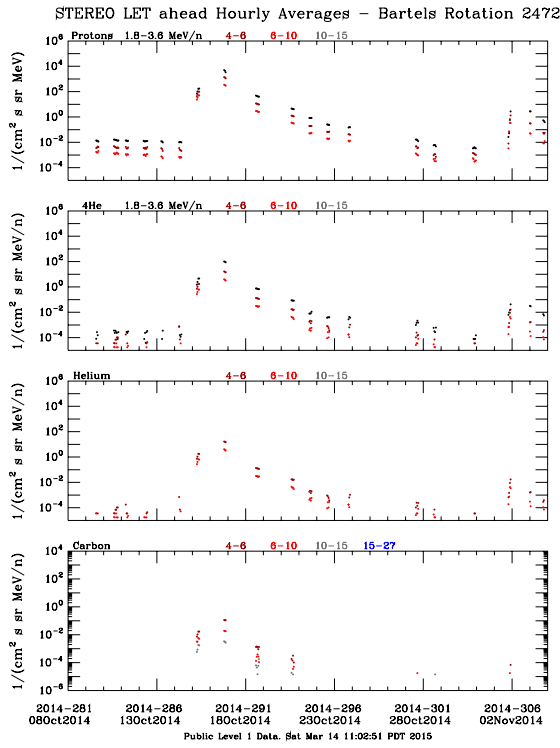 STEREO LET ahead Hourly Averages - Bartels Rotation 2472
Protons 1.8-3.6 MeV/n 4-6 6-10 10-15
10^6
10^4
10^2
10^0
10^-2
10^-4
1/(cm^2 s sr MeV)
4He 1.8-3.6 MeV/n 4-6 6-10 10-15
10^6
10^4
10^2
10^0
10^-2
10^-4
1/(cm^2 s sr MeV/n)
Helium 4-6 6-10 10-15
10^6
10^4
10^2
10^0
10^-2
10^-4
1/(cm^2 s sr MeV/n)
Carbon 4-6 6-10 10-15 15-27
10^4
10^2
10^0
10^-2
10^-4
10^-6
1/(cm^2 s sr MeV/n)
2014-281 2014-286 2014-291 2014-296 2014-301 2014-306
08Oct2014 13Oct2014 18Oct2014 23Oct2014 28Oct2014 02Nov2014
Public Level 1 Data. Sat Mar 14 11:02:51 PDT 2015